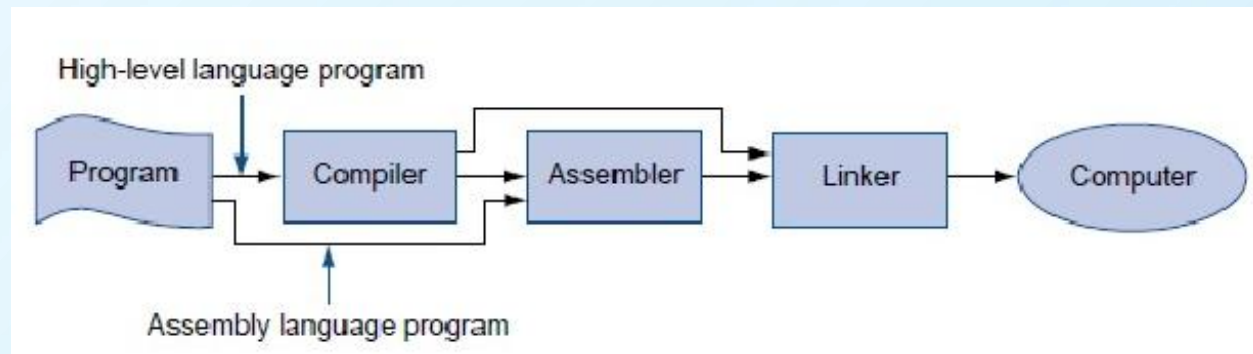 High-level language program
Program
Compiler
Assembler
Linker
Computer
Assembly language program